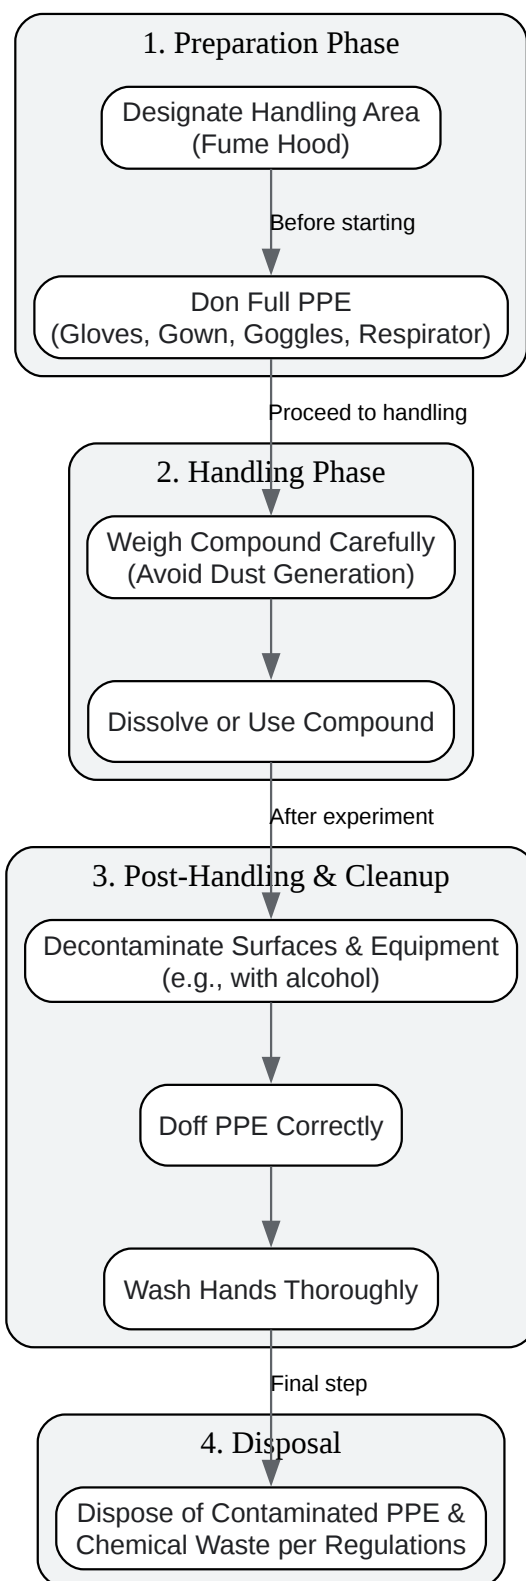 1. Preparation Phase
Designate Handling Area
(Fume Hood)
Before starting
Don Full PPE
(Gloves, Gown, Goggles, Respirator)
Proceed to handling
2. Handling Phase
Weigh Compound Carefully
(Avoid Dust Generation)
Dissolve or Use Compound
After experiment
3. Post-Handling & Cleanup
Decontaminate Surfaces & Equipment
(e.g., with alcohol)
Doff PPE Correctly
Wash Hands Thoroughly
Final step
4. Disposal
Dispose of Contaminated PPE &
Chemical Waste per Regulations